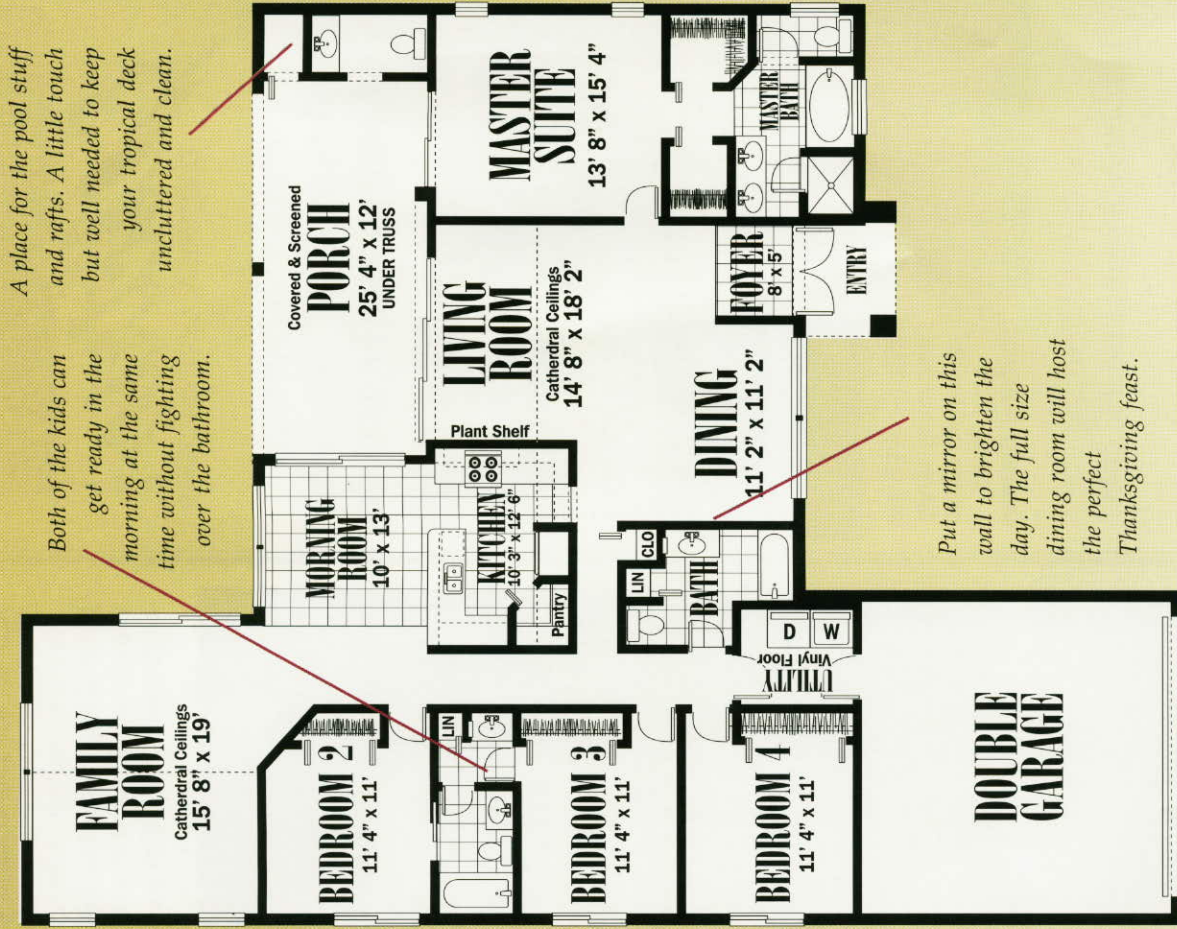 A place for the pool stuff
and rafts. A little touch
but well needed to keep
your tropical deck
uncluttered and clean.
Both of the kids can
get ready in the
morning at the same
time without fighting
over the bathroom.
Covered & Screened
PORCH
25' 4" x 12'
UNDER TRUSS
MASTER
SUITE
13' 8" x 15' 4"
MASTER
BATH
LIVING
ROOM
Catherdral Ceilings
14' 8" x 18' 2"
FOYER
8' x 5'
ENTRY
DINING
11' 2" x 11' 2"
Plant Shelf
MORNING
ROOM
10' x 13'
KITCHEN
10' 3" x 12' 6"
Pantry
LIN
CLO
BATH
D
W
UTILITY
Vinyl Floor
FAMILY
ROOM
Catherdral Ceilings
15' 8" x 19'
BEDROOM 2
11' 4" x 11'
LIN
BEDROOM 3
11' 4" x 11'
BEDROOM 4
11' 4" x 11'
DOUBLE
GARAGE
Put a mirror on this
wall to brighten the
day. The full size
dining room will host
the perfect
Thanksgiving feast.